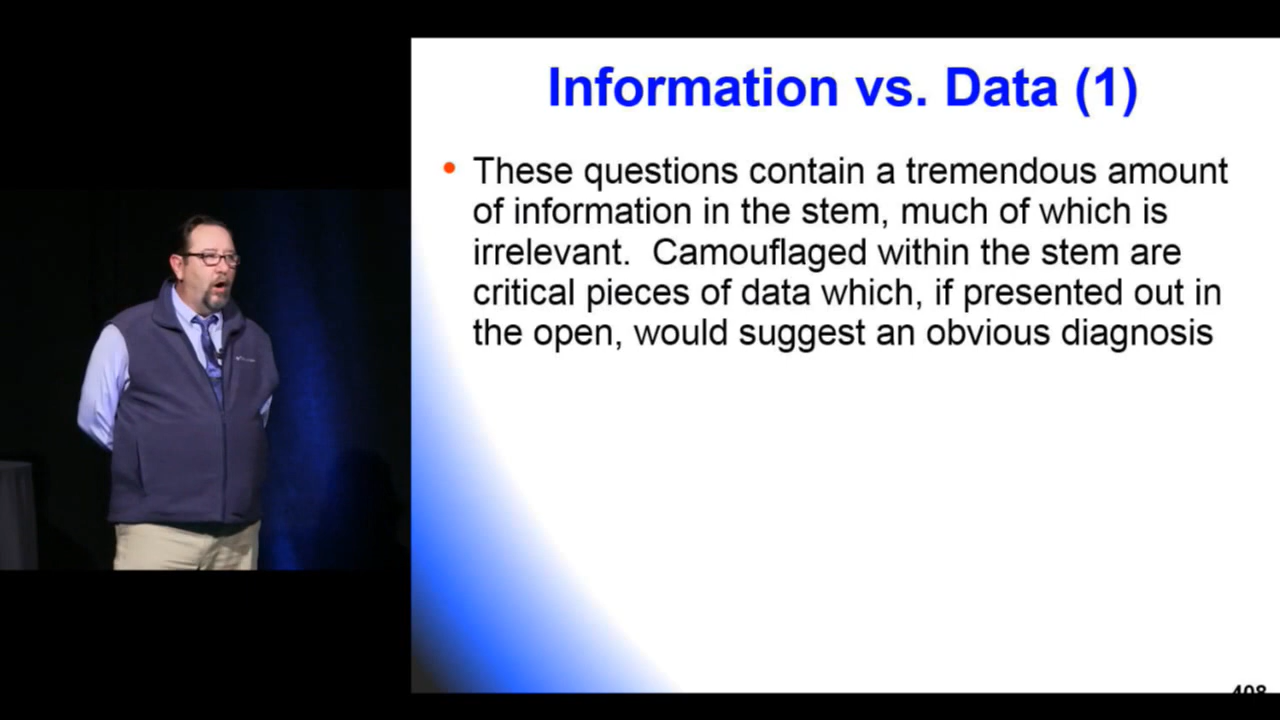 Information vs. Data (1)
• These questions contain a tremendous amount
of information in the stem, much of which is
irrelevant.  Camouflaged within the stem are
critical pieces of data which, if presented out in
the open, would suggest an obvious diagnosis
408